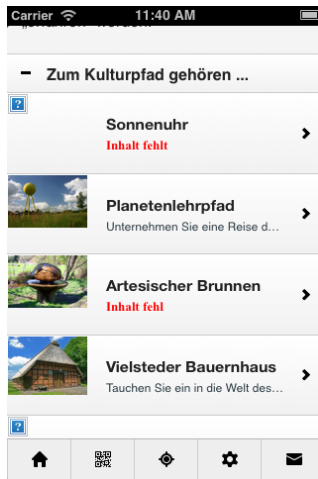 Carrier 11:40 AM
– Zum Kulturpfad gehören ...
Sonnenuhr
Inhalt fehlt
Planetenlehrpfad
Unternehmen Sie eine Reise d...
Artesischer Brunnen
Inhalt fehl
Vielsteder Bauernhaus
Tauchen Sie ein in die Welt des...